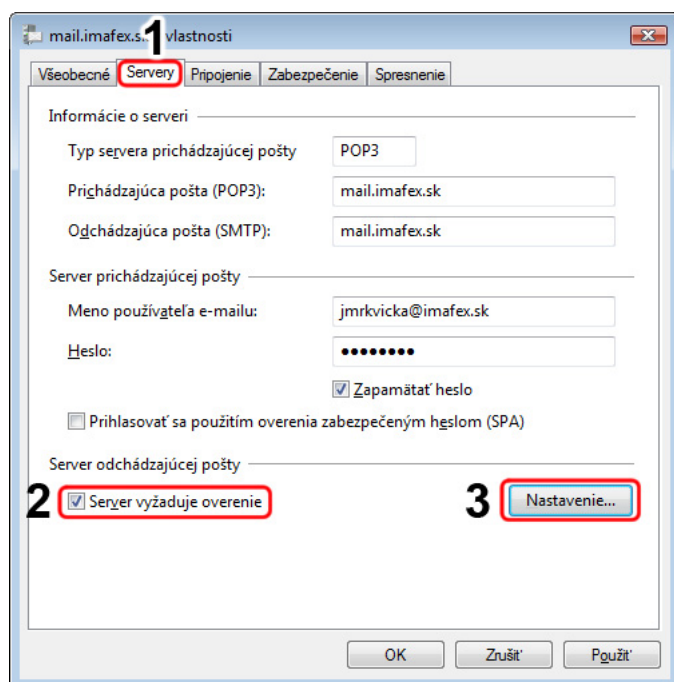 1
mail.imafex.s vlastnosti
Všeobecné Servery Pripojenie Zabezpečenie Spresnenie
Informácie o serveri
Typ servera prichádzajúcej pošty POP3
Prichádzajúca pošta (POP3): mail.imafex.sk
Odchádzajúca pošta (SMTP): mail.imafex.sk
Server prichádzajúcej pošty
Meno používateľa e-mailu: jmrkvicka@imafex.sk
Heslo: ●●●●●●●●
Zapamätať heslo
Prihlasovať sa použitím overenia zabezpečeným heslom (SPA)
Server odchádzajúcej pošty
2 Server vyžaduje overenie 3 Nastavenie...
OK Zrušiť Použiť